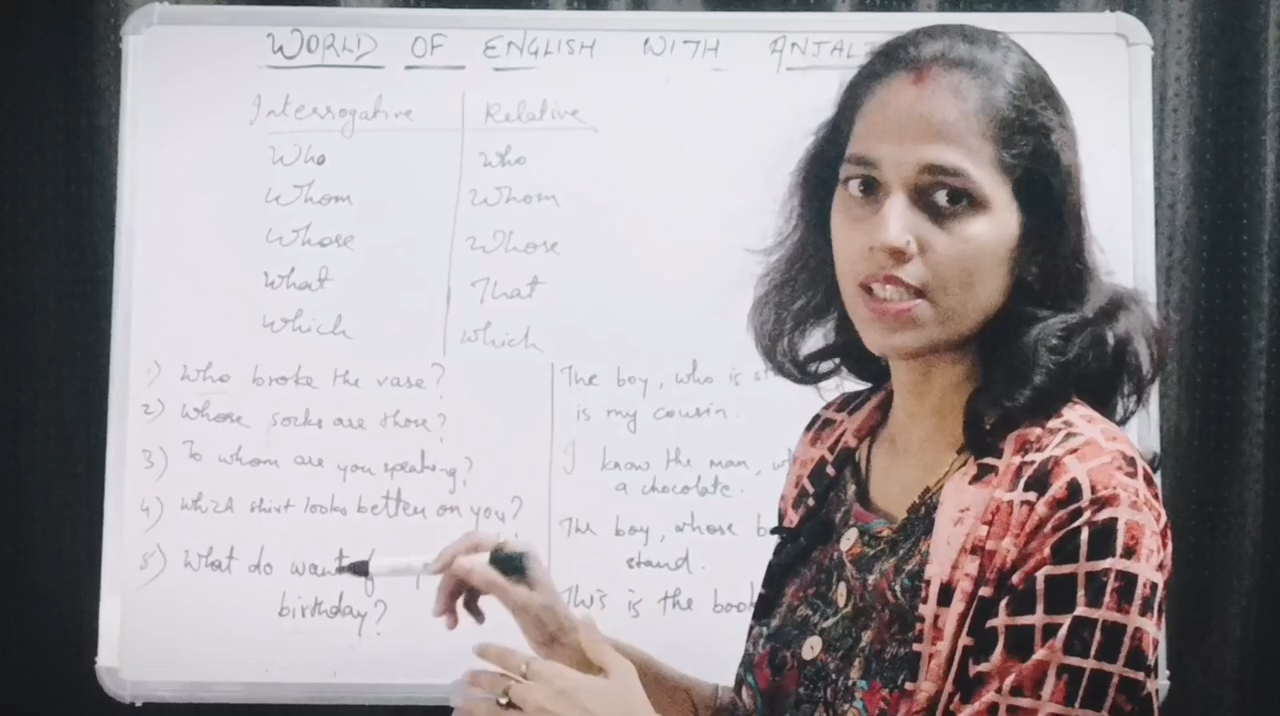 WORLD OF ENGLISH WITH ANJALI
Interrogative Relative
Who Who
Whom Whom
Whose Whose
What That
Which Which
1) Who broke the vase?
2) Whose socks are those?
3) To whom are you speaking?
4) Which shirt looks better on you?
5) What do want
birthday?
The boy, who is
is my cousin.
I know the man,
a chocolate.
The boy, whose
stand.
This is the book